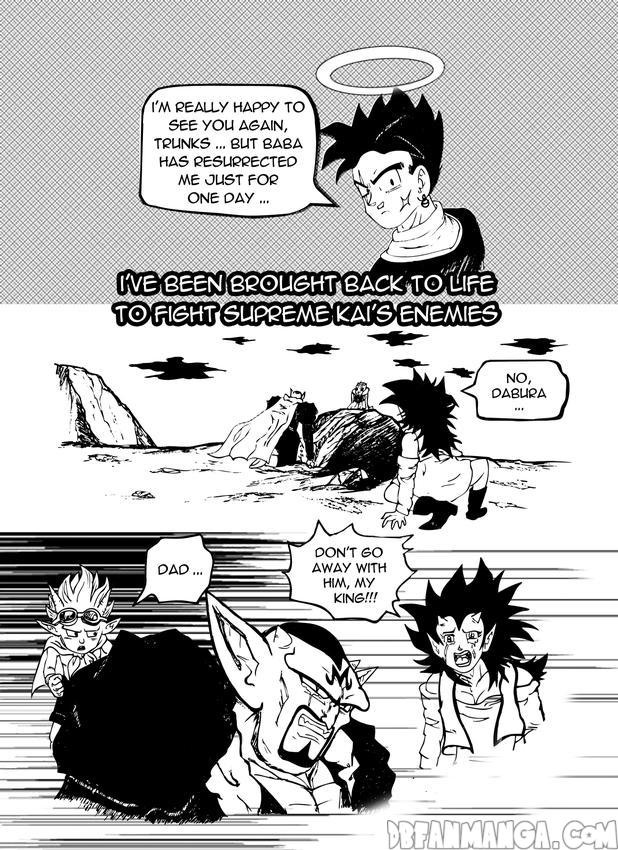 I'M REALLY HAPPY TO
SEE YOU AGAIN,
TRUNKS ... BUT BABA
HAS RESURRECTED
ME JUST FOR
ONE DAY ...
I'VE BEEN BROUGHT BACK TO LIFE
TO FIGHT SUPREME KAI'S ENEMIES
NO,
DABURA
...
DAD ...
DON'T GO
AWAY WITH
HIM, MY
KING!!!
DBFANMANGA.COM